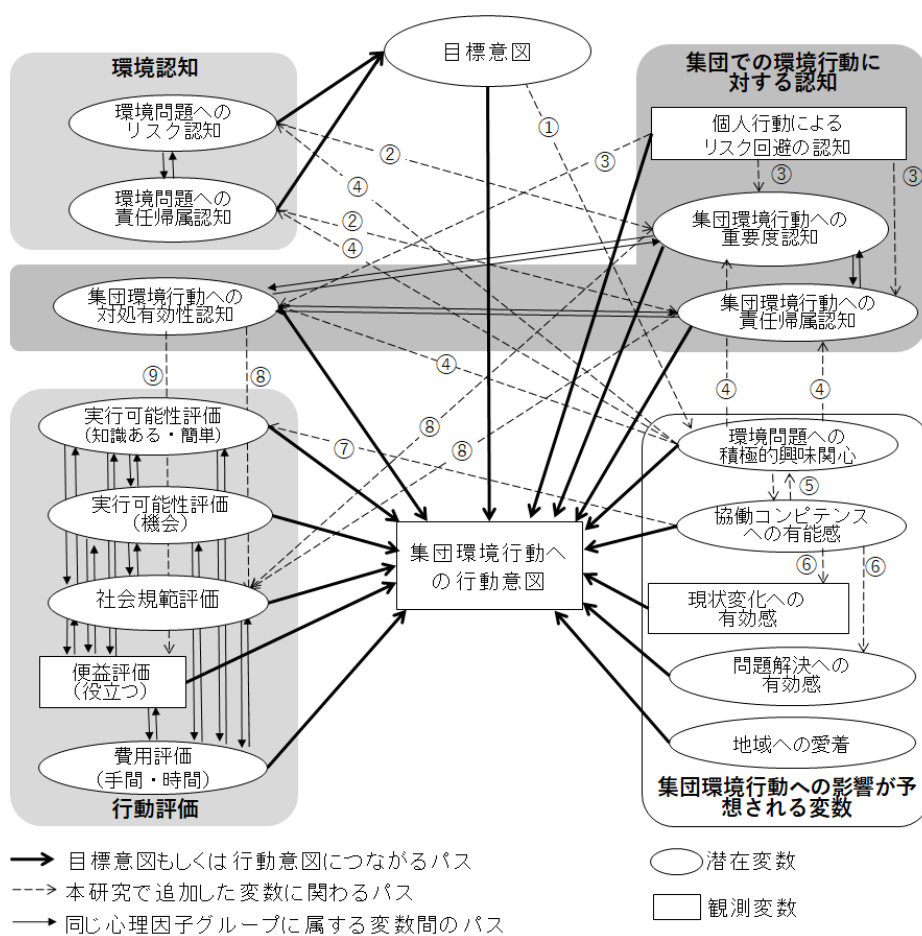 目標意図
環境認知
集団での環境行動に
対する認知
環境問題への
リスク認知
個人行動による
リスク回避の認知
①
②
③
③
③
④
環境問題への
責任帰属認知
②
④
集団環境行動への
重要度認知
集団環境行動への
対処有効性認知
集団環境行動への
責任帰属認知
⑨
⑧
④
④
④
実行可能性評価
(知識ある・簡単)
⑦
⑧
⑧
環境問題への
積極的興味関心
⑤
実行可能性評価
(機会)
協働コンピテンス
への有能感
集団環境行動へ
の行動意図
⑥
⑥
社会規範評価
現状変化への
有効感
便益評価
(役立つ)
問題解決への
有効感
費用評価
(手間・時間)
地域への愛着
行動評価
集団環境行動への影響が予
想される変数
目標意図もしくは行動意図につながるパス
本研究で追加した変数に関わるパス
同じ心理因子グループに属する変数間のパス
潜在変数
観測変数